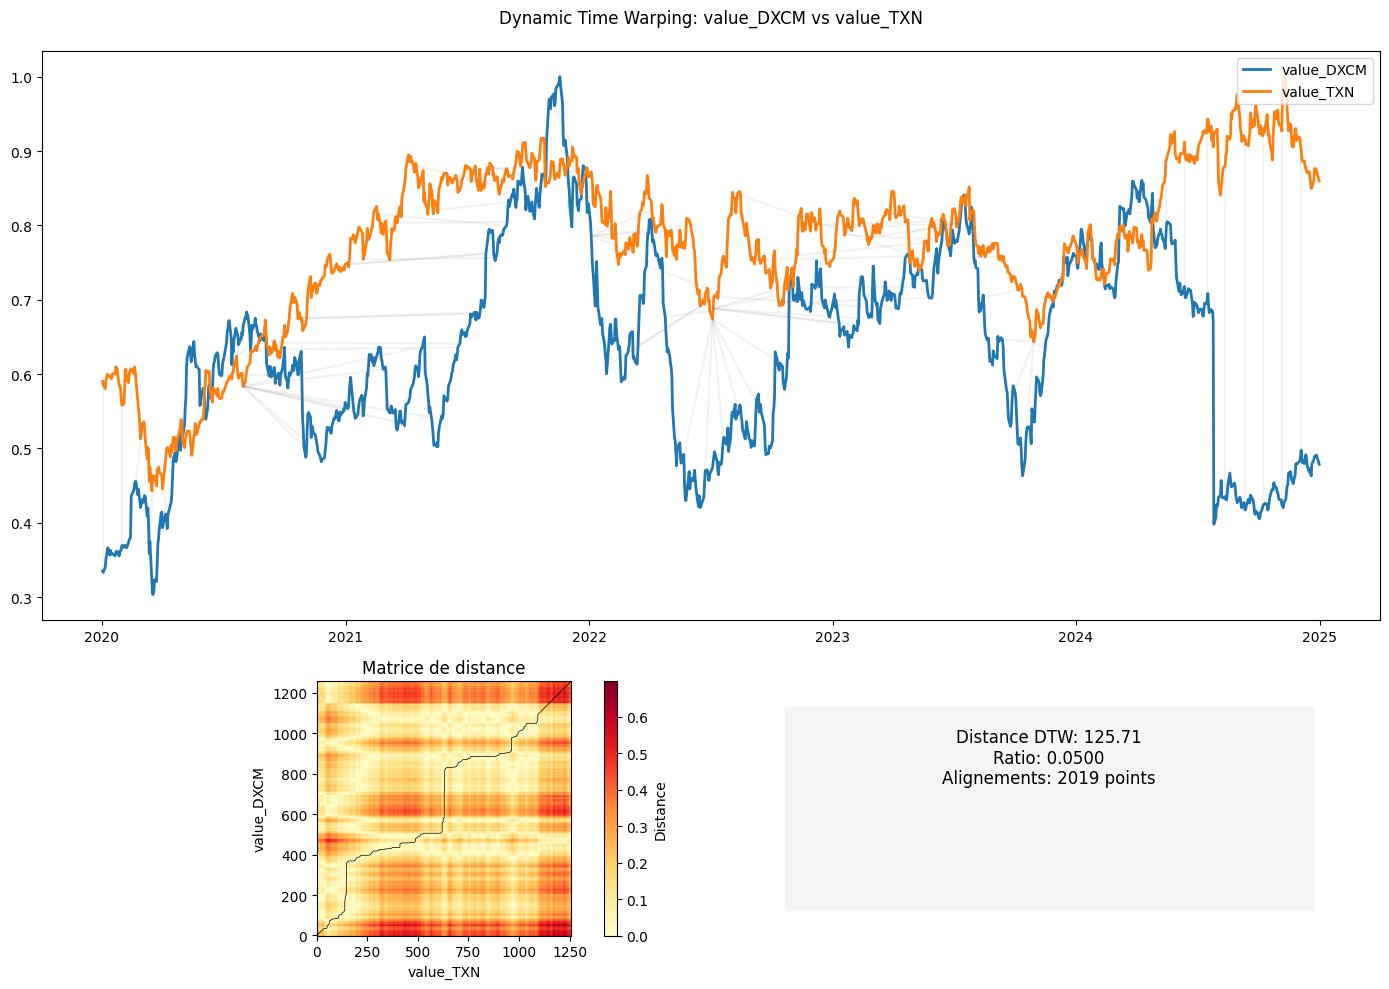 Dynamic Time Warping: value_DXCM vs value_TXN
1.0
0.9
0.8
0.7
0.6
0.5
0.4
0.3
value_DXCM
value_TXN
2020 2021 2022 2023 2024 2025
Matrice de distance
1200
1000
800
600
400
200
0
value_DXCM
0 250 500 750 1000 1250
value_TXN
0.6
0.5
0.4
0.3
0.2
0.1
0.0
Distance
Distance DTW: 125.71
Ratio: 0.0500
Alignements: 2019 points